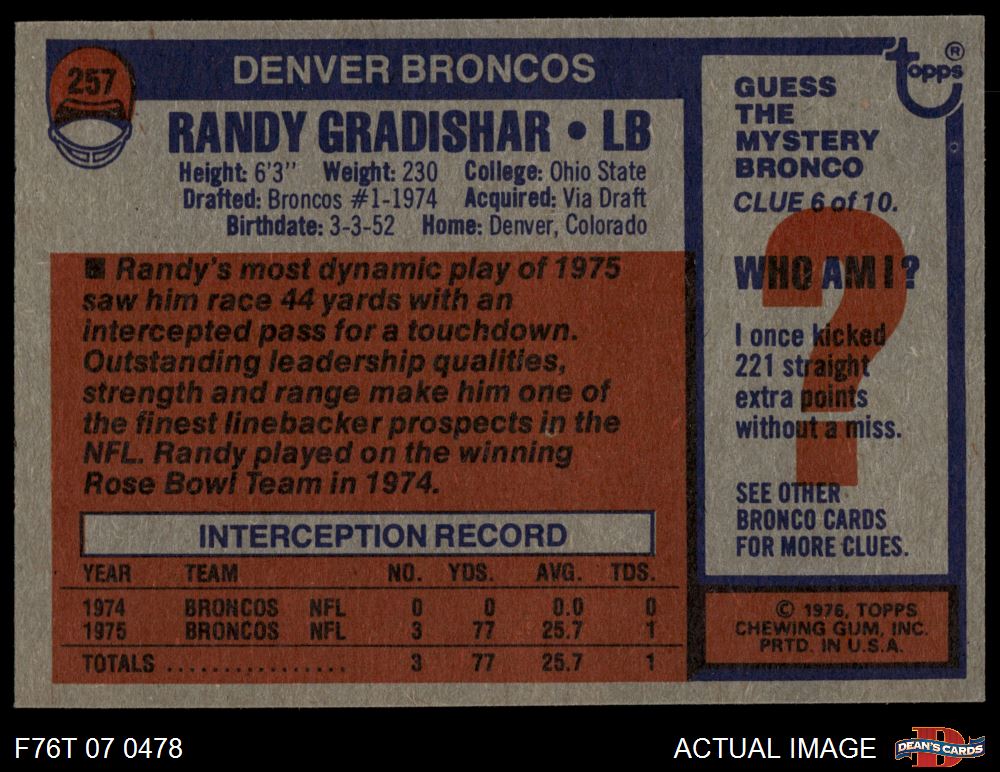 257
DENVER BRONCOS
RANDY GRADISHAR • LB
Height: 6'3" Weight: 230 College: Ohio State
Drafted: Broncos #1-1974 Acquired: Via Draft
Birthdate: 3-3-52 Home: Denver, Colorado
■ Randy's most dynamic play of 1975
saw him race 44 yards with an
intercepted pass for a touchdown.
Outstanding leadership qualities,
strength and range make him one of
the finest linebacker prospects in the
NFL. Randy played on the winning
Rose Bowl Team in 1974.
INTERCEPTION RECORD
YEAR TEAM NO. YDS. AVG. TDS.
1974 BRONCOS NFL 0 0 0.0 0
1975 BRONCOS NFL 3 77 25.7 1
TOTALS ................. 3 77 25.7 1
topps ®
GUESS
THE
MYSTERY
BRONCO
CLUE 6 of 10.
?
WHO AM I?
I once kicked
221 straight
extra points
without a miss.
SEE OTHER
BRONCO CARDS
FOR MORE CLUES.
© 1976, TOPPS
CHEWING GUM, INC.
PRTD. IN U.S.A.
F76T 07 0478
ACTUAL IMAGE
D
DEAN'S CARDS